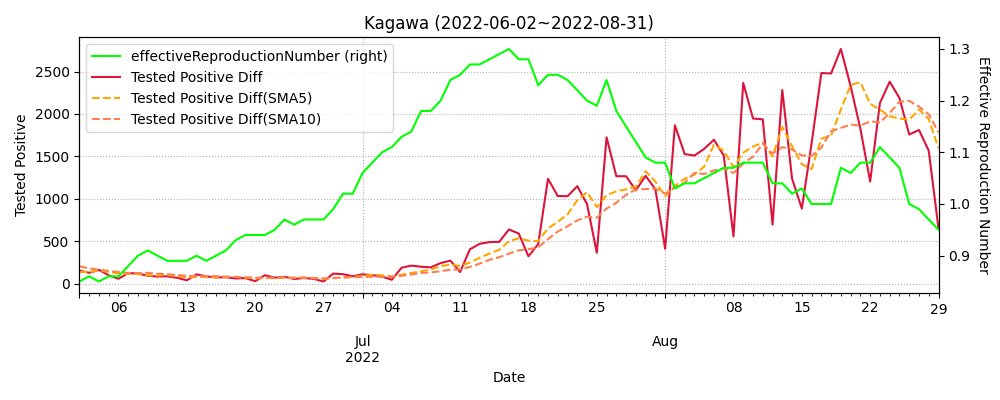 Kagawa (2022-06-02~2022-08-31)
effectiveReproductionNumber (right)
Tested Positive Diff
Tested Positive Diff(SMA5)
Tested Positive Diff(SMA10)
Tested Positive
2500
2000
1500
1000
500
0
1.3
1.2
1.1
1.0
0.9
Effective Reproduction Number
06 13 20 27 04 11 18 25 08 15 22 29
Jul Aug
2022
Date